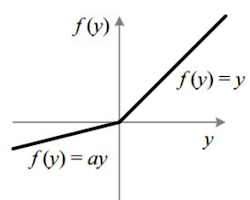 f(y)
f(y) = y
y
f(y) = ay